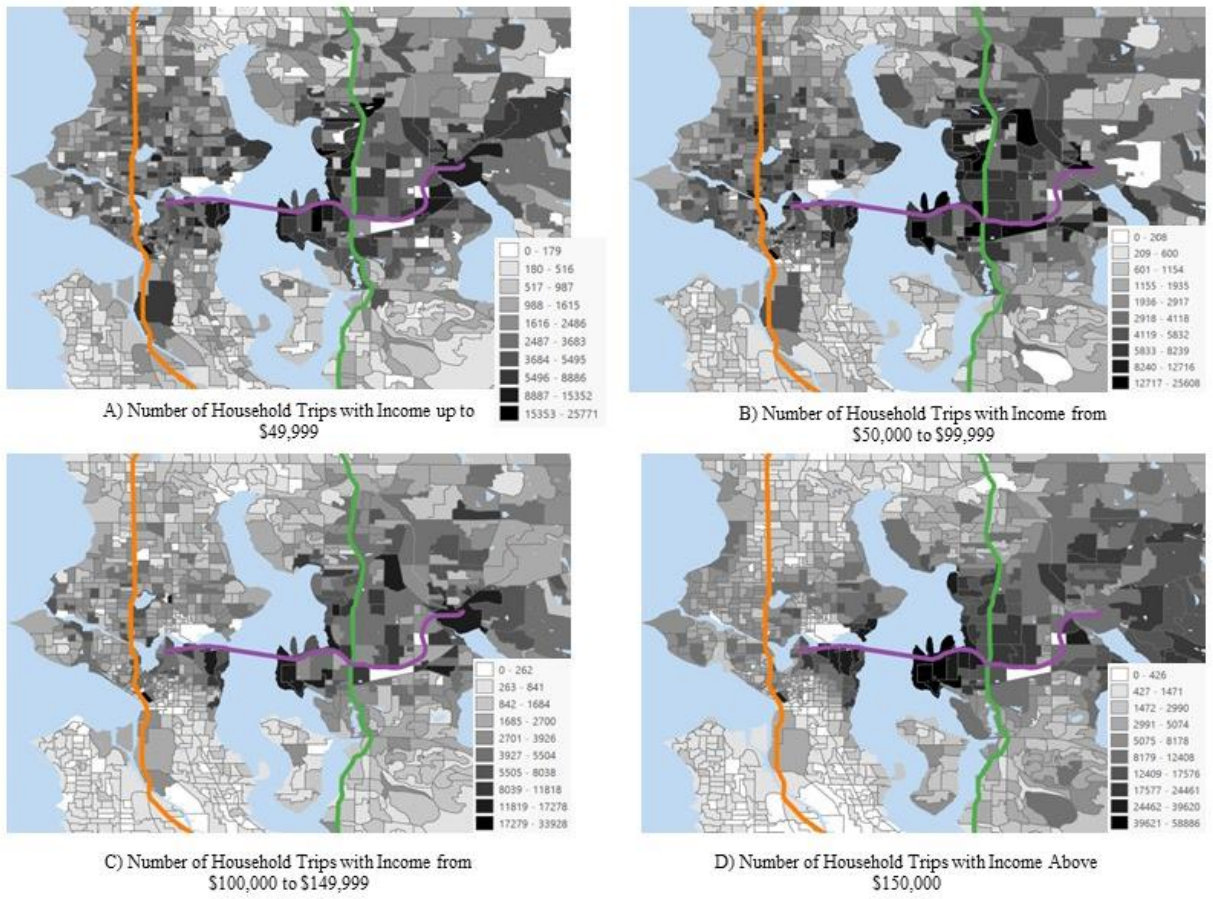 0 - 179
180 - 516
517 - 987
988 - 1615
1616 - 2486
2487 - 3683
3684 - 5495
5496 - 8886
8887 - 15352
15353 - 25771
A) Number of Household Trips with Income up to
$49,999
0 - 208
209 - 600
601 - 1154
1155 - 1935
1936 - 2917
2918 - 4118
4119 - 5832
5833 - 8239
8240 - 12716
12717 - 25608
B) Number of Household Trips with Income from
$50,000 to $99,999
0 - 262
263 - 841
842 - 1684
1685 - 2700
2701 - 3926
3927 - 5504
5505 - 8038
8039 - 11818
11819 - 17278
17279 - 33928
C) Number of Household Trips with Income from
$100,000 to $149,999
0 - 426
427 - 1471
1472 - 2990
2991 - 5074
5075 - 8178
8179 - 12408
12409 - 17576
17577 - 24461
24462 - 39620
39621 - 58886
D) Number of Household Trips with Income Above
$150,000